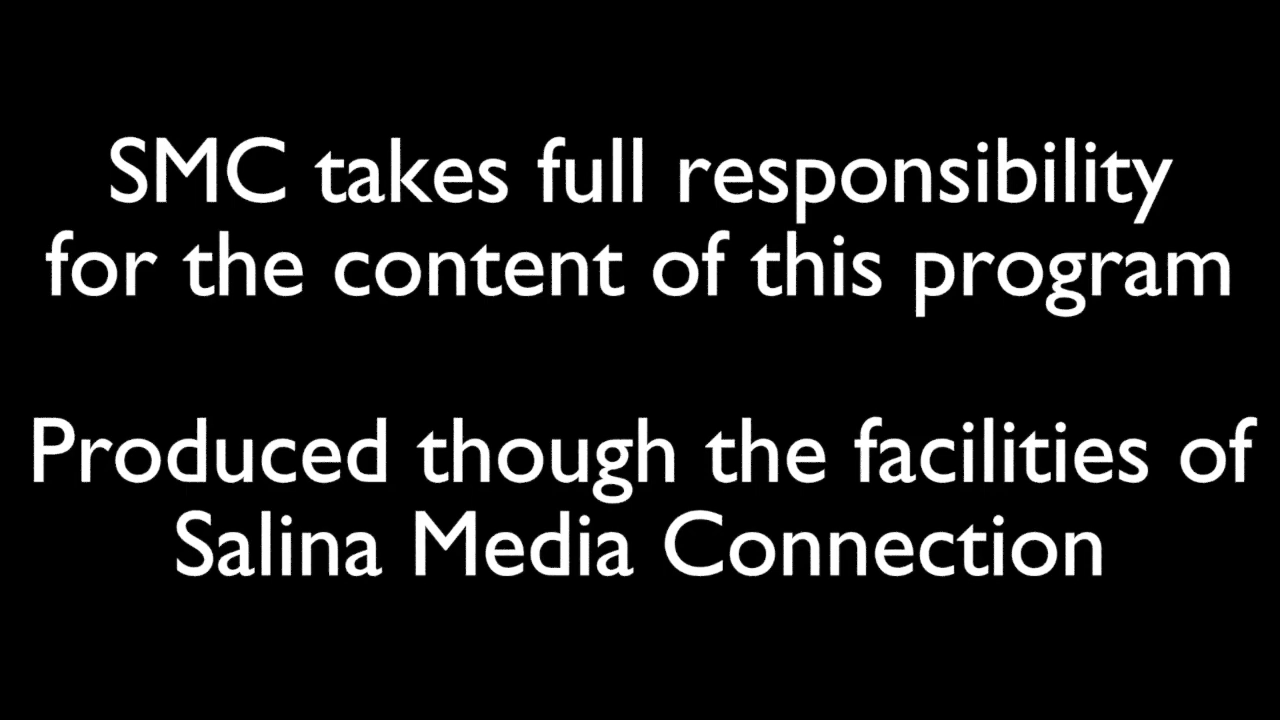 SMC takes full responsibility
for the content of this program
Produced though the facilities of
Salina Media Connection